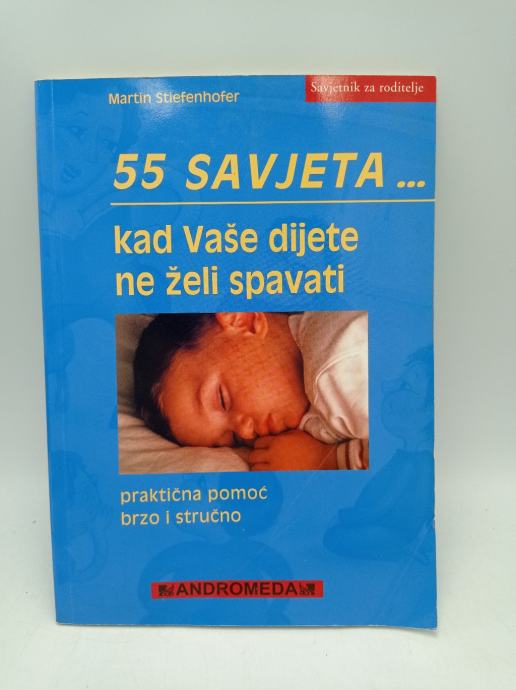 Martin Stiefenhofer
Savjetnik za roditelje
55 SAVJETA ...
kad Vaše dijete
ne želi spavati
praktična pomoć
brzo i stručno
ANDROMEDA